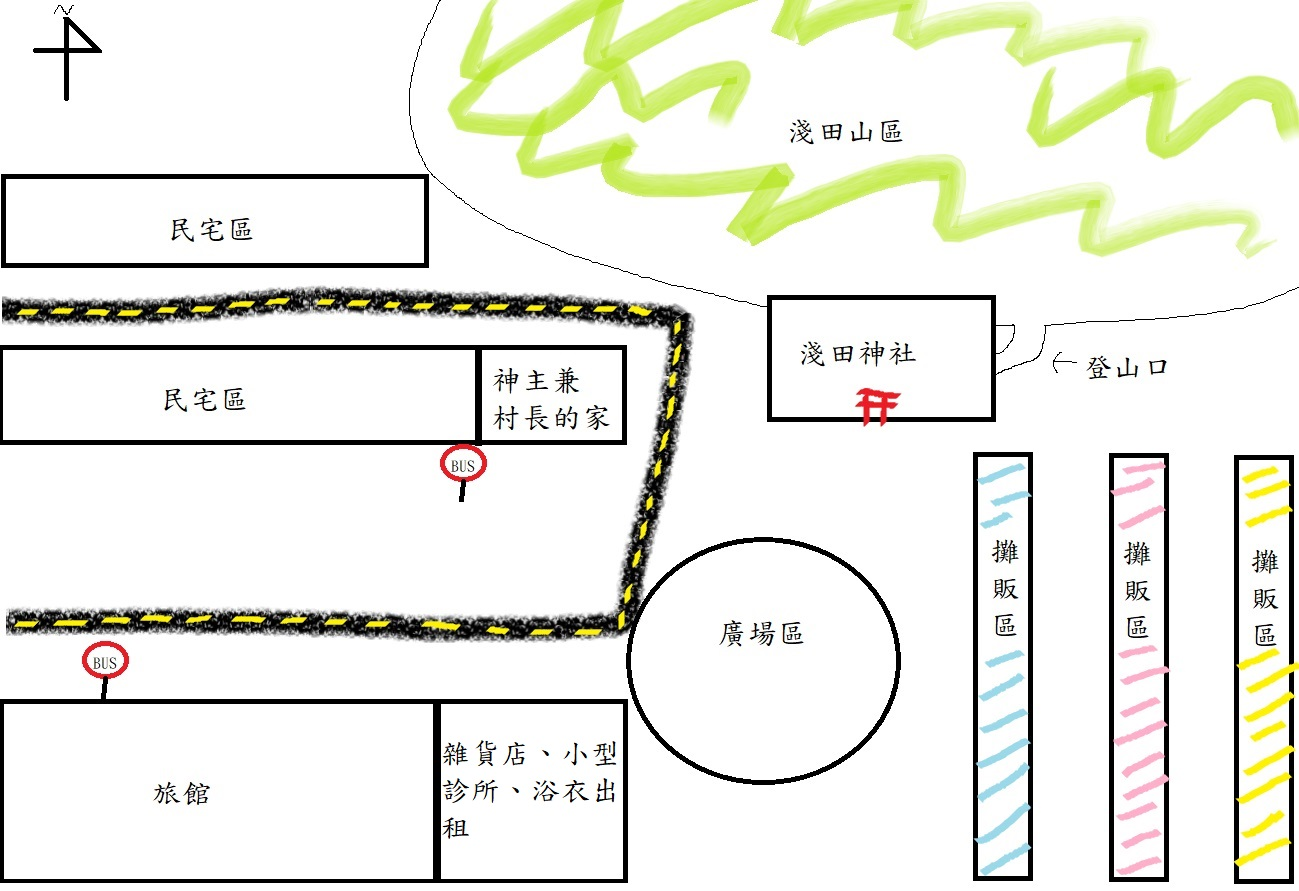 N
淺田山區
民宅區
淺田神社
登山口
民宅區
神主兼
村長的家
BUS
攤販區
攤販區
攤販區
廣場區
BUS
旅館
雜貨店、小型
診所、浴衣出
租